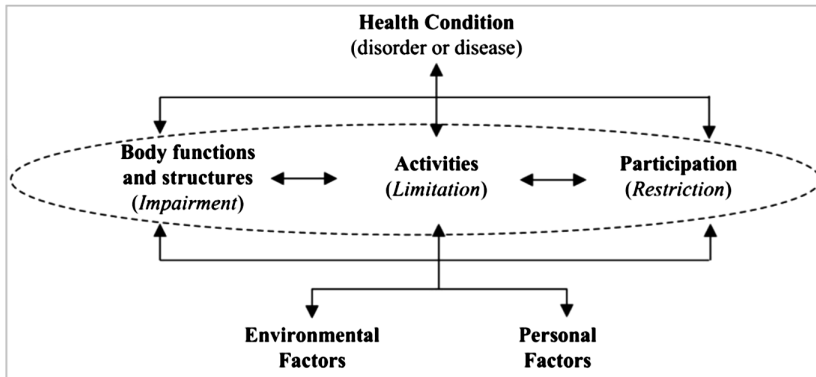 Health Condition
(disorder or disease)
Body functions
and structures
(Impairment)
Activities
(Limitation)
Participation
(Restriction)
Environmental
Factors
Personal
Factors